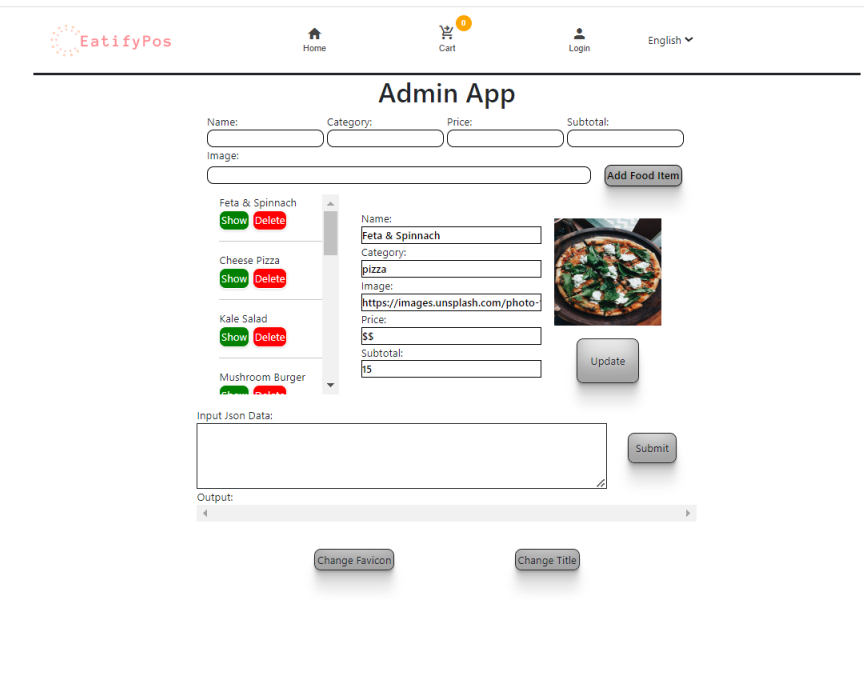 EatifyPos
Home
0
Cart
Login
English
Admin App
Name: Category: Price: Subtotal:
Image:
Add Food Item
Feta & Spinnach
Show Delete
Cheese Pizza
Show Delete
Kale Salad
Show Delete
Mushroom Burger
Show Delete
Name:
Feta & Spinnach
Category:
pizza
Image:
https://images.unsplash.com/photo-
Price:
$$
Subtotal:
15
Update
Input Json Data:
Submit
Output:
Change Favicon Change Title